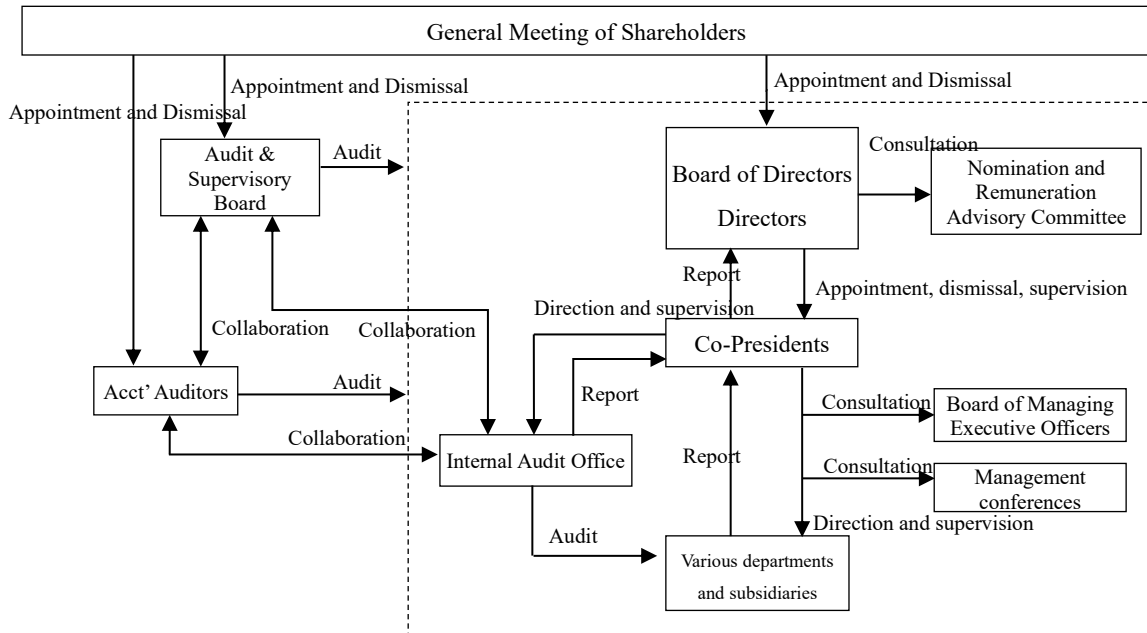 General Meeting of Shareholders
Appointment and Dismissal
Appointment and Dismissal
Appointment and Dismissal
Audit &
Supervisory
Board
Audit
Board of Directors
Directors
Consultation
Nomination and
Remuneration
Advisory Committee
Report
Appointment, dismissal, supervision
Direction and supervision
Collaboration
Collaboration
Co-Presidents
Acct' Auditors
Audit
Report
Consultation
Board of Managing
Executive Officers
Collaboration
Internal Audit Office
Report
Consultation
Management
conferences
Direction and supervision
Audit
Various departments
and subsidiaries